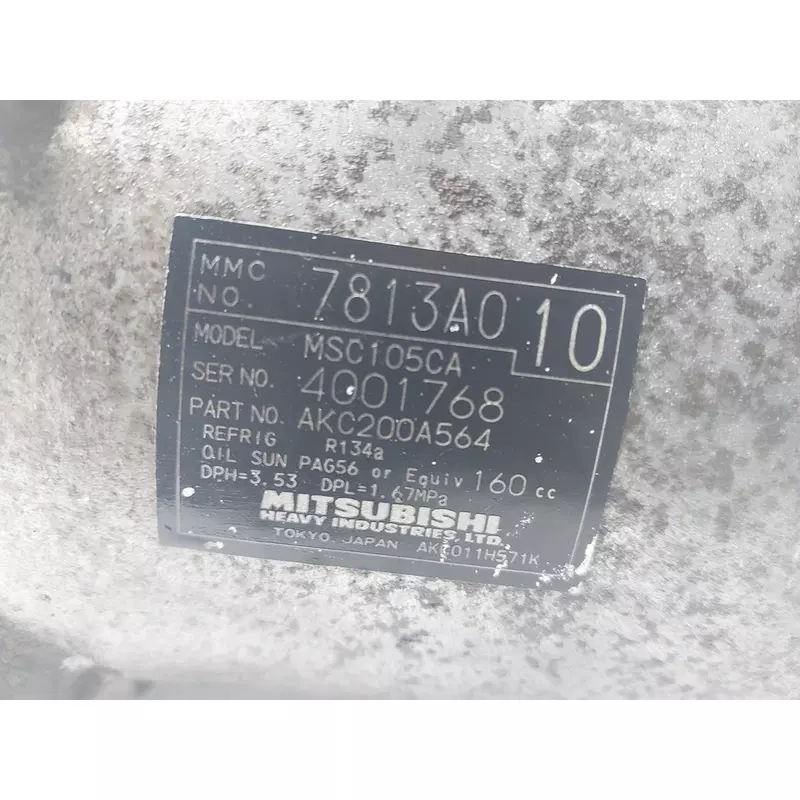 MMC NO. 7813A010
MODEL MSC105CA
SER NO. 4001768
PART NO. AKC200A564
REFRIG R134a
OIL SUN PAG56 or Equiv 160 cc
DPH=3.53 DPL=1.67MPa
MITSUBISHI
HEAVY INDUSTRIES, LTD.
TOKYO JAPAN AKC011H571K